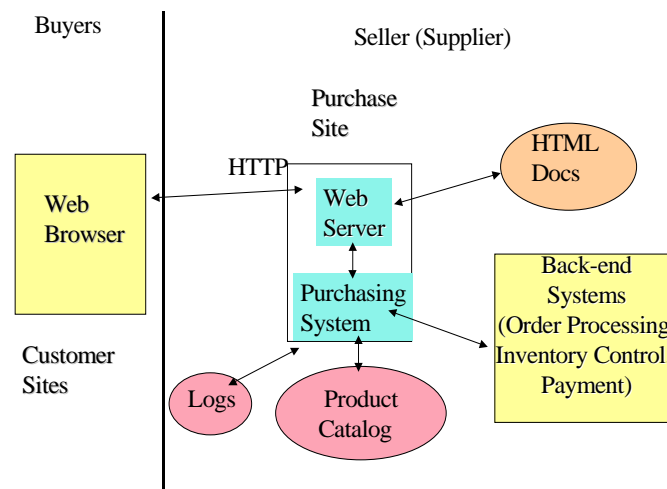 Buyers
Seller (Supplier)
Purchase
Site
HTTP
HTML
Docs
Web
Browser
Web
Server
Purchasing
System
Back-end
Systems
(Order Processing
Inventory Control
Payment)
Customer
Sites
Logs
Product
Catalog